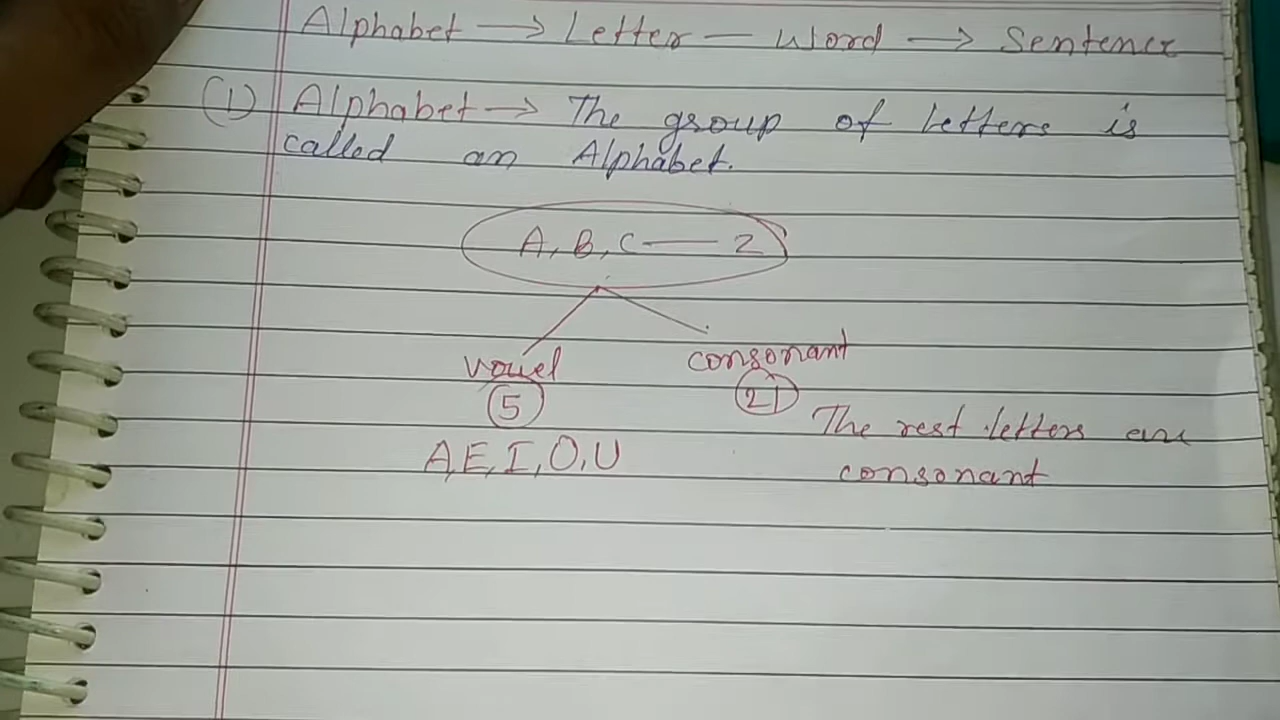 Alphabet → Letter — Word → Sentence
(1) Alphabet → The group of letters is
called an Alphabet.
A, B, C — Z
Vowel consonant
5 21
The rest letters are
A, E, I, O, U
consonant